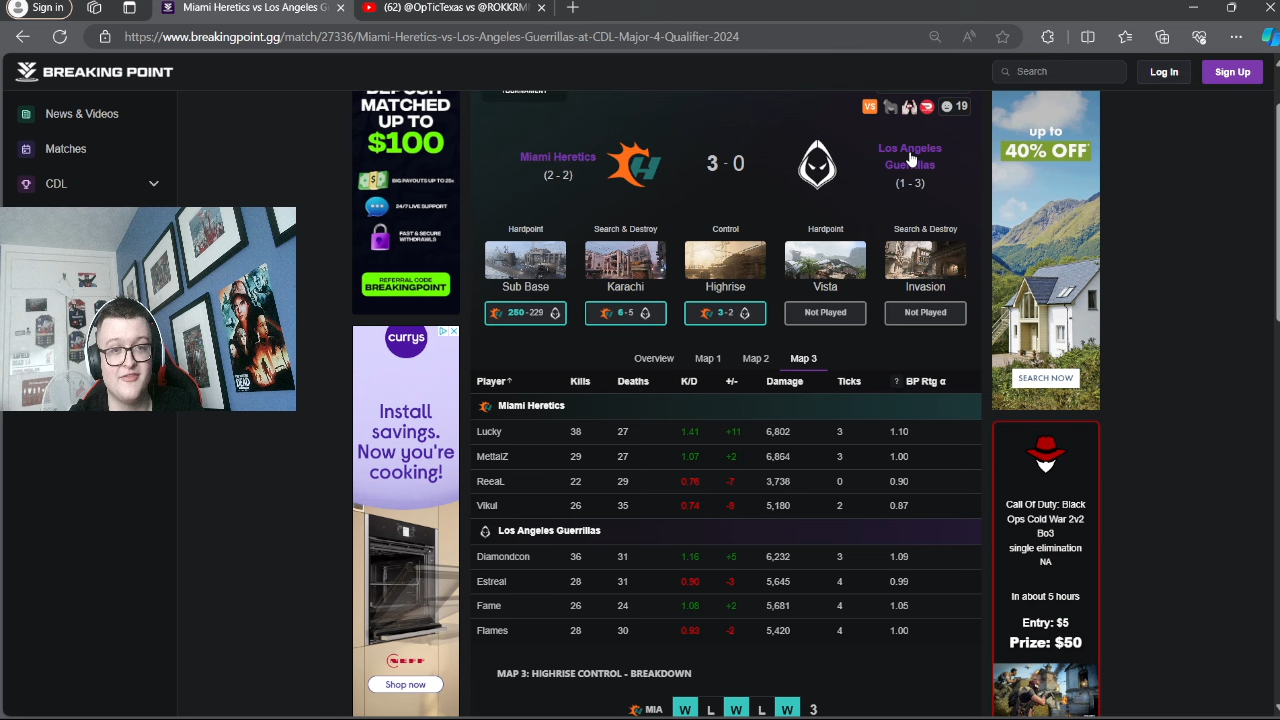 Sign in
Miami Heretics vs Los Angeles G
(62) @OpTicTexas vs @ROKKRMN
https://www.breakingpoint.gg/match/27336/Miami-Heretics-vs-Los-Angeles-Guerrillas-at-CDL-Major-4-Qualifier-2024
BREAKING POINT
Search
Log In
Sign Up
News & Videos
Matches
CDL
DEPOSIT
MATCHED
UP TO
$100
BIG PAYOUTS UP TO 25x
24/7 LIVE SUPPORT
FAST & SECURE
WITHDRAWLS
REFERRAL CODE
BREAKINGPOINT
currys
Install
savings.
Now you're
cooking!
NEFF
Shop now
TOURNAMENT
VS
19
Miami Heretics
(2 - 2)
3 - 0
Los Angeles
Guerrillas
(1 - 3)
Hardpoint
Search & Destroy
Control
Hardpoint
Search & Destroy
Sub Base
Karachi
Highrise
Vista
Invasion
250 - 229
6 - 5
3 - 2
Not Played
Not Played
Overview Map 1 Map 2 Map 3
Player↑ Kills Deaths K/D +/- Damage Ticks ? BP Rtg α
Miami Heretics
Lucky 38 27 1.41 +11 6,802 3 1.10
MettalZ 29 27 1.07 +2 6,864 3 1.00
ReeaL 22 29 0.76 -7 3,738 0 0.90
Vikul 26 35 0.74 -9 5,180 2 0.87
Los Angeles Guerrillas
Diamondcon 36 31 1.16 +5 6,232 3 1.09
Estreal 28 31 0.90 -3 5,645 4 0.99
Fame 26 24 1.08 +2 5,681 4 1.05
Flames 28 30 0.93 -2 5,420 4 1.00
MAP 3: HIGHRISE CONTROL - BREAKDOWN
MIA W L W L W 3
up to
40% OFF*
SEARCH NOW
Call Of Duty: Black
Ops Cold War 2v2
Bo3
single elimination
NA
In about 5 hours
Entry: $5
Prize: $50